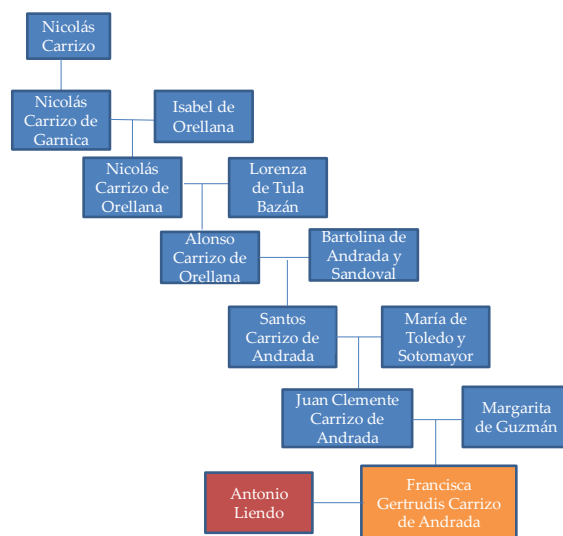 Nicolás
Carrizo
Nicolás
Carrizo de
Garnica
Isabel de
Orellana
Nicolás
Carrizo de
Orellana
Lorenza
de Tula
Bazán
Alonso
Carrizo de
Orellana
Bartolina de
Andrada y
Sandoval
Santos
Carrizo de
Andrada
María de
Toledo y
Sotomayor
Juan Clemente
Carrizo de
Andrada
Margarita
de Guzmán
Antonio
Liendo
Francisca
Gertrudis Carrizo
de Andrada